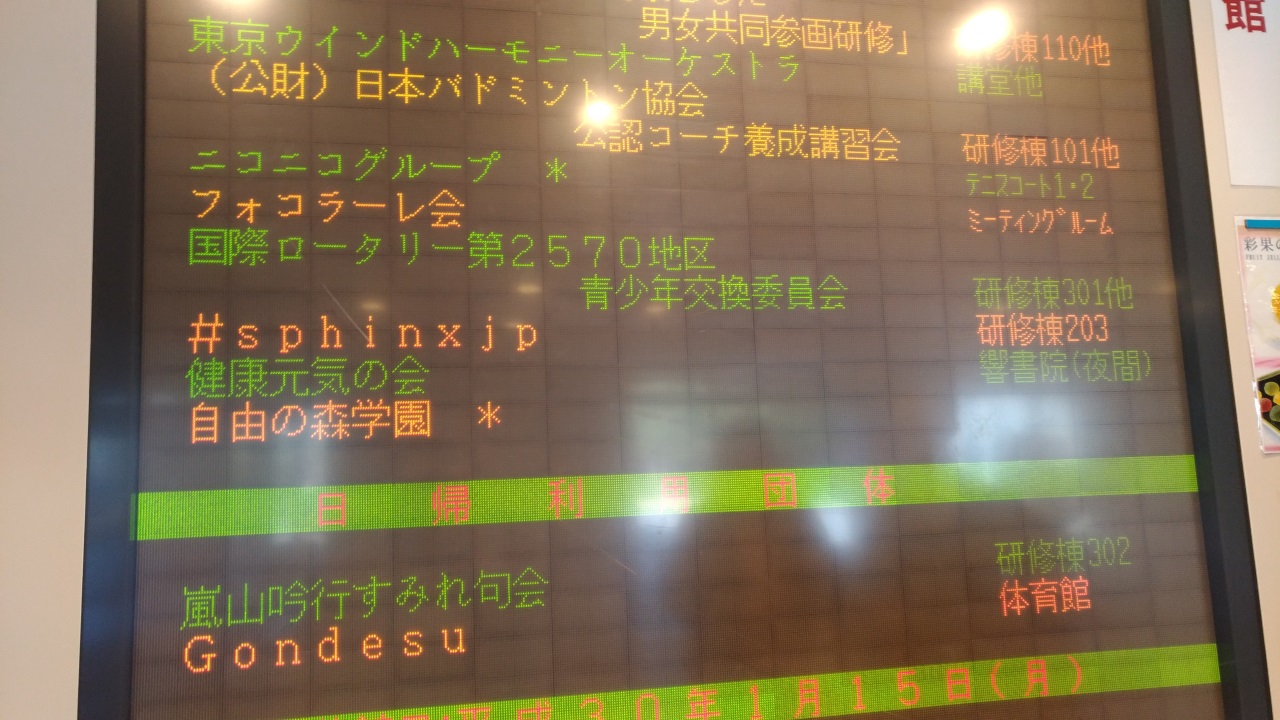 男女共同参画研修」
修棟110他
東京ウインドハーモニーオーケストラ
講堂他
(公財)日本バドミントン協会
公認コーチ養成講習会
研修棟101他
ニコニコグループ *
テニスコート1・2
フォコラーレ会
ミーティングルーム
国際ロータリー第2570地区
青少年交換委員会
研修棟301他
#sphinxjp
研修棟203
健康元気の会
響書院(夜間)
自由の森学園 *
日帰利用団体
嵐山吟行すみれ句会
研修棟302
Gondesu
体育館
平成30年1月15日(月)
館
彩果の